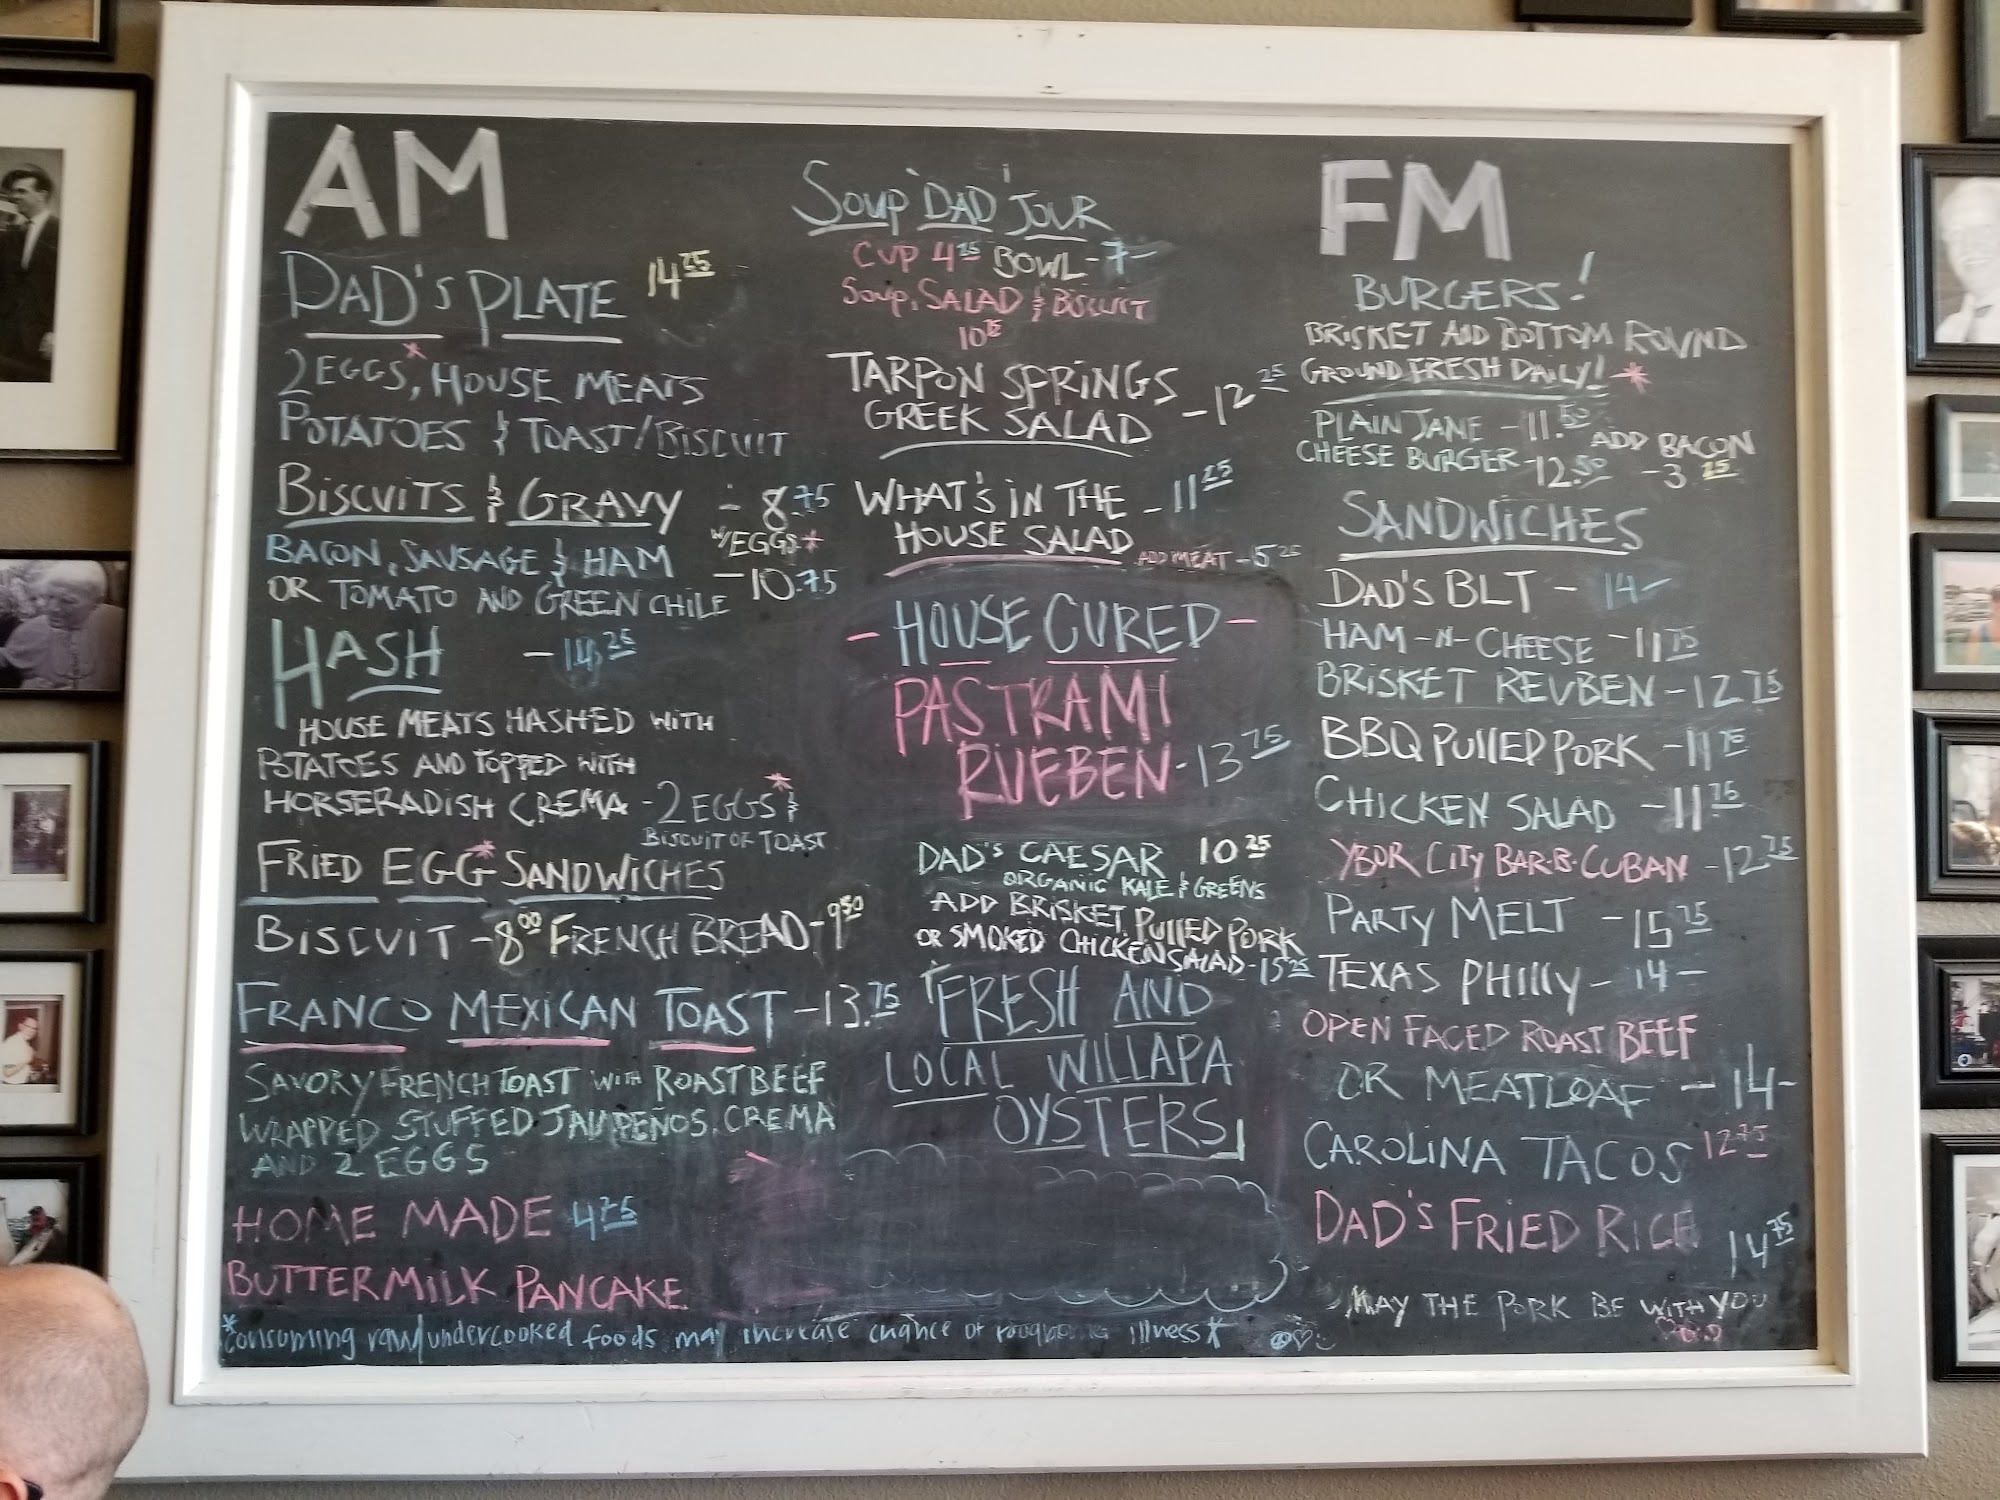 AM
DAD'S PLATE 14 25
2 EGGS*, HOUSE MEATS
POTATOES & TOAST/BISCUIT
BISCUITS & GRAVY - 8.75
BACON, SAUSAGE & HAM W/EGGS*
OR TOMATO AND GREEN CHILE - 10.75
HASH - 14.25
HOUSE MEATS HASHED WITH
POTATOES AND TOPPED WITH
HORSERADISH CREMA - 2 EGGS* &
BISCUIT OF TOAST
FRIED EGG* SANDWICHES
BISCUIT - 8 00 FRENCH BREAD - 9 50
FRANCO MEXICAN TOAST - 13.75
SAVORY FRENCH TOAST WITH ROAST BEEF
WRAPPED STUFFED JALAPEÑOS, CREMA
AND 2 EGGS
HOME MADE 4 75
BUTTERMILK PANCAKE
SOUP 'DAD' JOUR
CUP 4 25 BOWL - 7 -
SOUP, SALAD & BISCUIT
10 75
TARPON SPRINGS
GREEK SALAD - 12 25
WHAT'S IN THE - 11 25
HOUSE SALAD ADD MEAT - 5 25
- HOUSE CURED -
PASTRAMI
RUEBEN - 13 75
DAD'S CAESAR 10 25
ORGANIC KALE & GREENS
ADD BRISKET, PULLED PORK
OR SMOKED CHICKEN SALAD - 15 25
FRESH AND
LOCAL WILLAPA
OYSTERS
FM
BURGERS!
BRISKET AND BOTTOM ROUND
GROUND FRESH DAILY! *
PLAIN JANE - 11.50
CHEESE BURGER - 12.50
ADD BACON
- 3 25
SANDWICHES
DAD'S BLT - 14 -
HAM -N- CHEESE - 11 75
BRISKET REUBEN - 12 75
BBQ PULLED PORK - 11 75
CHICKEN SALAD - 11 75
YBOR CITY BAR-B-CUBAN - 12 75
PARTY MELT - 15 75
TEXAS PHILLY - 14 -
OPEN FACED ROAST BEEF
OR MEATLOAF - 14 -
CAROLINA TACOS 12 75
DAD'S FRIED RICE
14 75
MAY THE PORK BE WITH YOU
DAD
*Consuming raw/undercooked foods may increase chance of illness*